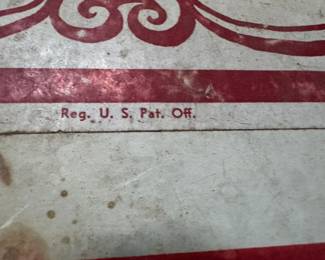 Reg. U. S. Pat. Off.